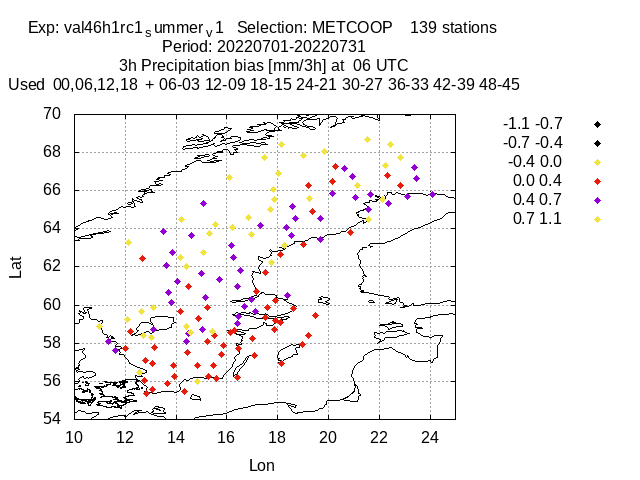 Exp: val46h1rc1summerv1 Selection: METCOOP 139 stations
Period: 20220701-20220731
3h Precipitation bias [mm/3h] at 06 UTC
Used 00,06,12,18 + 06-03 12-09 18-15 24-21 30-27 36-33 42-39 48-45
-1.1 -0.7
-0.7 -0.4
-0.4 0.0
0.0 0.4
0.4 0.7
0.7 1.1
70
68
66
64
62
60
58
56
54
Lat
10 12 14 16 18 20 22 24
Lon